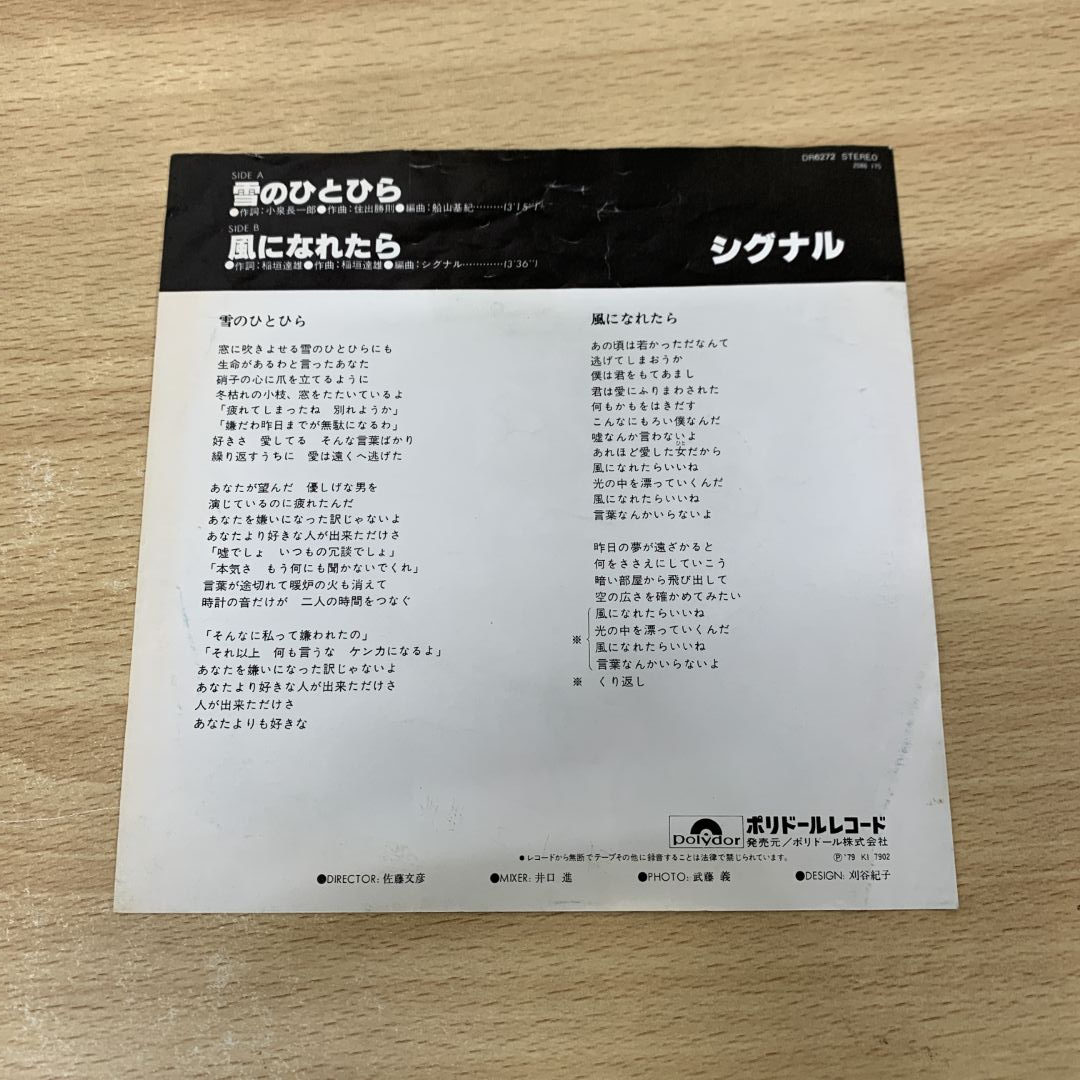 SIDE A
雪のひとひら
●作詞:小泉長一郎●作曲:住出勝則●編曲:船山基紀………(3'15")
SIDE B
風になれたら
●作詞:稲垣達雄●作曲:稲垣達雄●編曲:シグナル…………(3'36")
DR6272 STEREO
2086 175
シグナル
雪のひとひら
窓に吹きよせる雪のひとひらにも
生命があるわと言ったあなた
硝子の心に爪を立てるように
冬枯れの小枝、窓をたたいているよ
「疲れてしまったね 別れようか」
「嫌だわ昨日までが無駄になるわ」
好きさ 愛してる そんな言葉ばかり
繰り返すうちに 愛は遠くへ逃げた
あなたが望んだ 優しげな男を
演じているのに疲れたんだ
あなたを嫌いになった訳じゃないよ
あなたより好きな人が出来ただけさ
「嘘でしょ いつもの冗談でしょ」
「本気さ もう何にも聞かないでくれ」
言葉が途切れて暖炉の火も消えて
時計の音だけが 二人の時間をつなぐ
「そんなに私って嫌われたの」
「それ以上 何も言うな ケンカになるよ」
あなたを嫌いになった訳じゃないよ
あなたより好きな人が出来ただけさ
人が出来ただけさ
あなたよりも好きな
風になれたら
あの頃は若かっただなんて
逃げてしまおうか
僕は君をもてあまし
君は愛にふりまわされた
何もかもをはきだす
こんなにもろい僕なんだ
嘘なんか言わないよ
あれほど愛した女だから
ひと
風になれたらいいね
光の中を漂っていくんだ
風になれたらいいね
言葉なんかいらないよ
昨日の夢が遠ざかると
何をささえにしていこう
暗い部屋から飛び出して
空の広さを確かめてみたい
風になれたらいいね
光の中を漂っていくんだ
※ 風になれたらいいね
言葉なんかいらないよ
※ くり返し
polydor
ポリドールレコード
発売元/ポリドール株式会社
●レコードから無断でテープその他に録音することは法律で禁じられています。
Ⓟ'79 KI 7902
●DIRECTOR: 佐藤文彦 ●MIXER: 井口 進 ●PHOTO: 武藤 義 ●DESIGN: 刈谷紀子